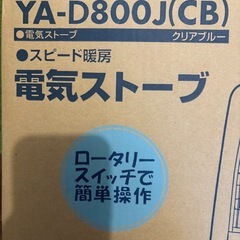 YA-D800J(CB)
●電気ストーブ クリアブルー
●スピード暖房
電気ストーブ
ロータリー
スイッチで
簡単操作